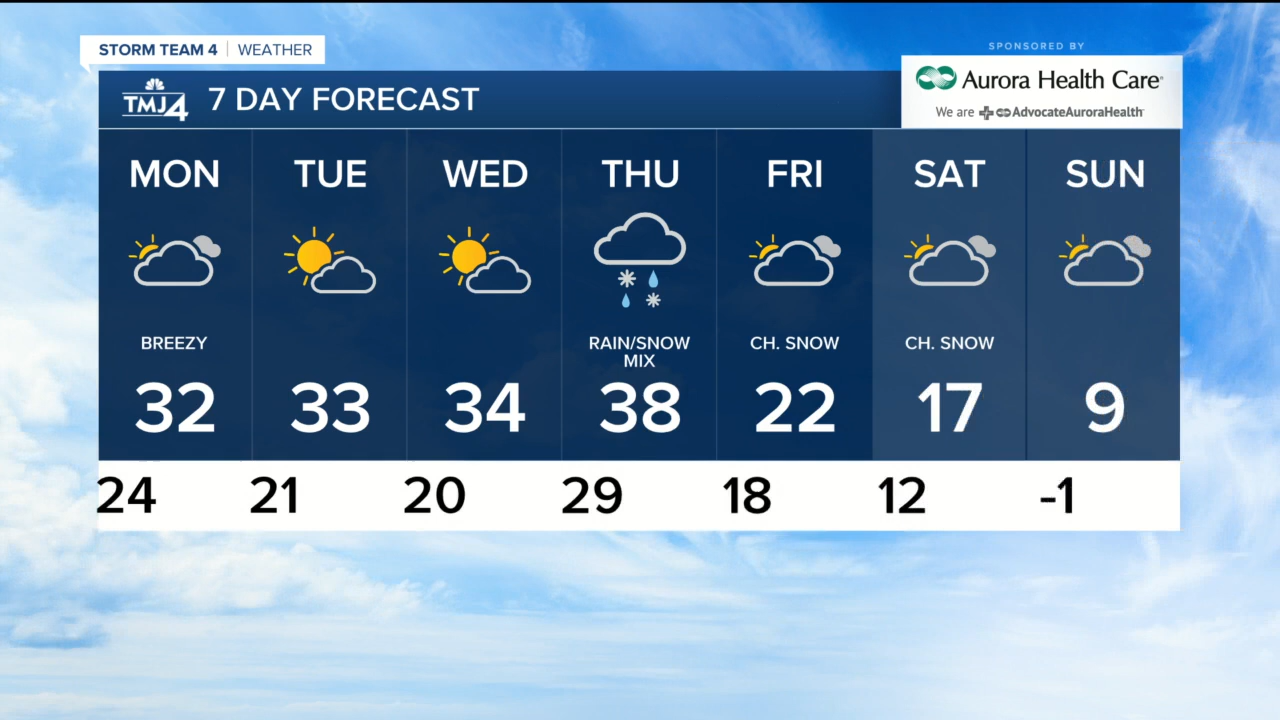 STORM TEAM 4 | WEATHER
SPONSORED BY
Aurora Health Care®
We are AdvocateAuroraHealth™
TMJ4 7 DAY FORECAST
MON TUE WED THU FRI SAT SUN
BREEZY RAIN/SNOW CH. SNOW CH. SNOW
MIX
32 33 34 38 22 17 9
24 21 20 29 18 12 -1